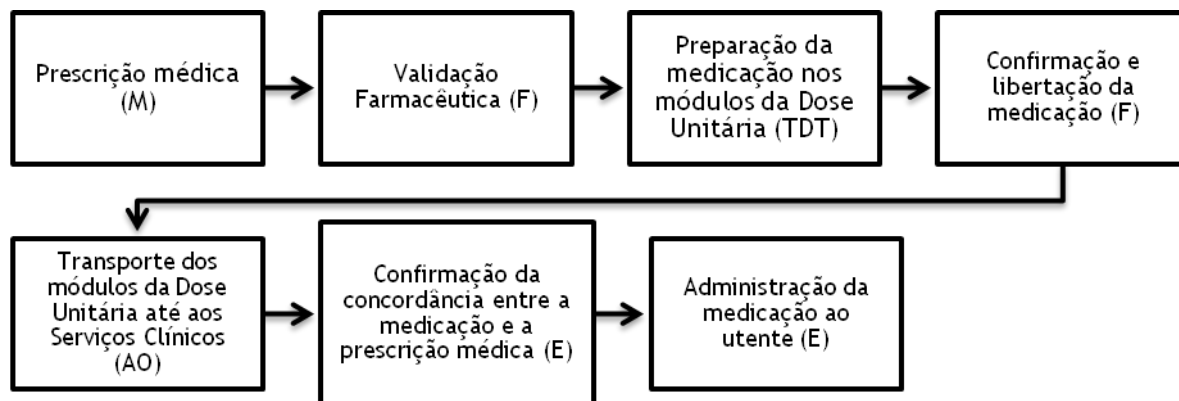 Prescrição médica
(M)
Validação
Farmacêutica (F)
Preparação da
medicação nos
módulos da Dose
Unitária (TDT)
Confirmação e
libertação da
medicação (F)
Transporte dos
módulos da Dose
Unitária até aos
Serviços Clínicos
(AO)
Confirmação da
concordância entre a
medicação e a
prescrição médica (E)
Administração da
medicação ao
utente (E)